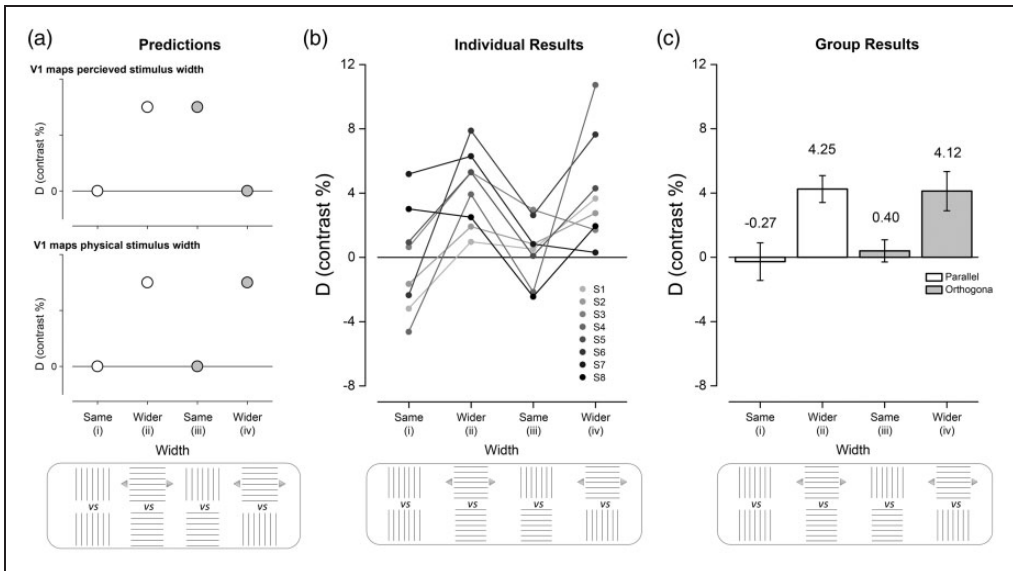 (a)
Predictions
V1 maps percieved stimulus width
D (contrast %)
0
V1 maps physical stimulus width
D (contrast %)
0
Same
(i)
Wider
(ii)
Same
(iii)
Wider
(iv)
Width
vs
vs
vs
vs
(b)
Individual Results
D (contrast %)
12
8
4
0
-4
-8
S1
S2
S3
S4
S5
S6
S7
S8
Same
(i)
Wider
(ii)
Same
(iii)
Wider
(iv)
Width
vs
vs
vs
vs
(c)
Group Results
D (contrast %)
12
8
4
0
-4
-8
-0.27
4.25
0.40
4.12
Parallel
Orthogona
Same
(i)
Wider
(ii)
Same
(iii)
Wider
(iv)
Width
vs
vs
vs
vs